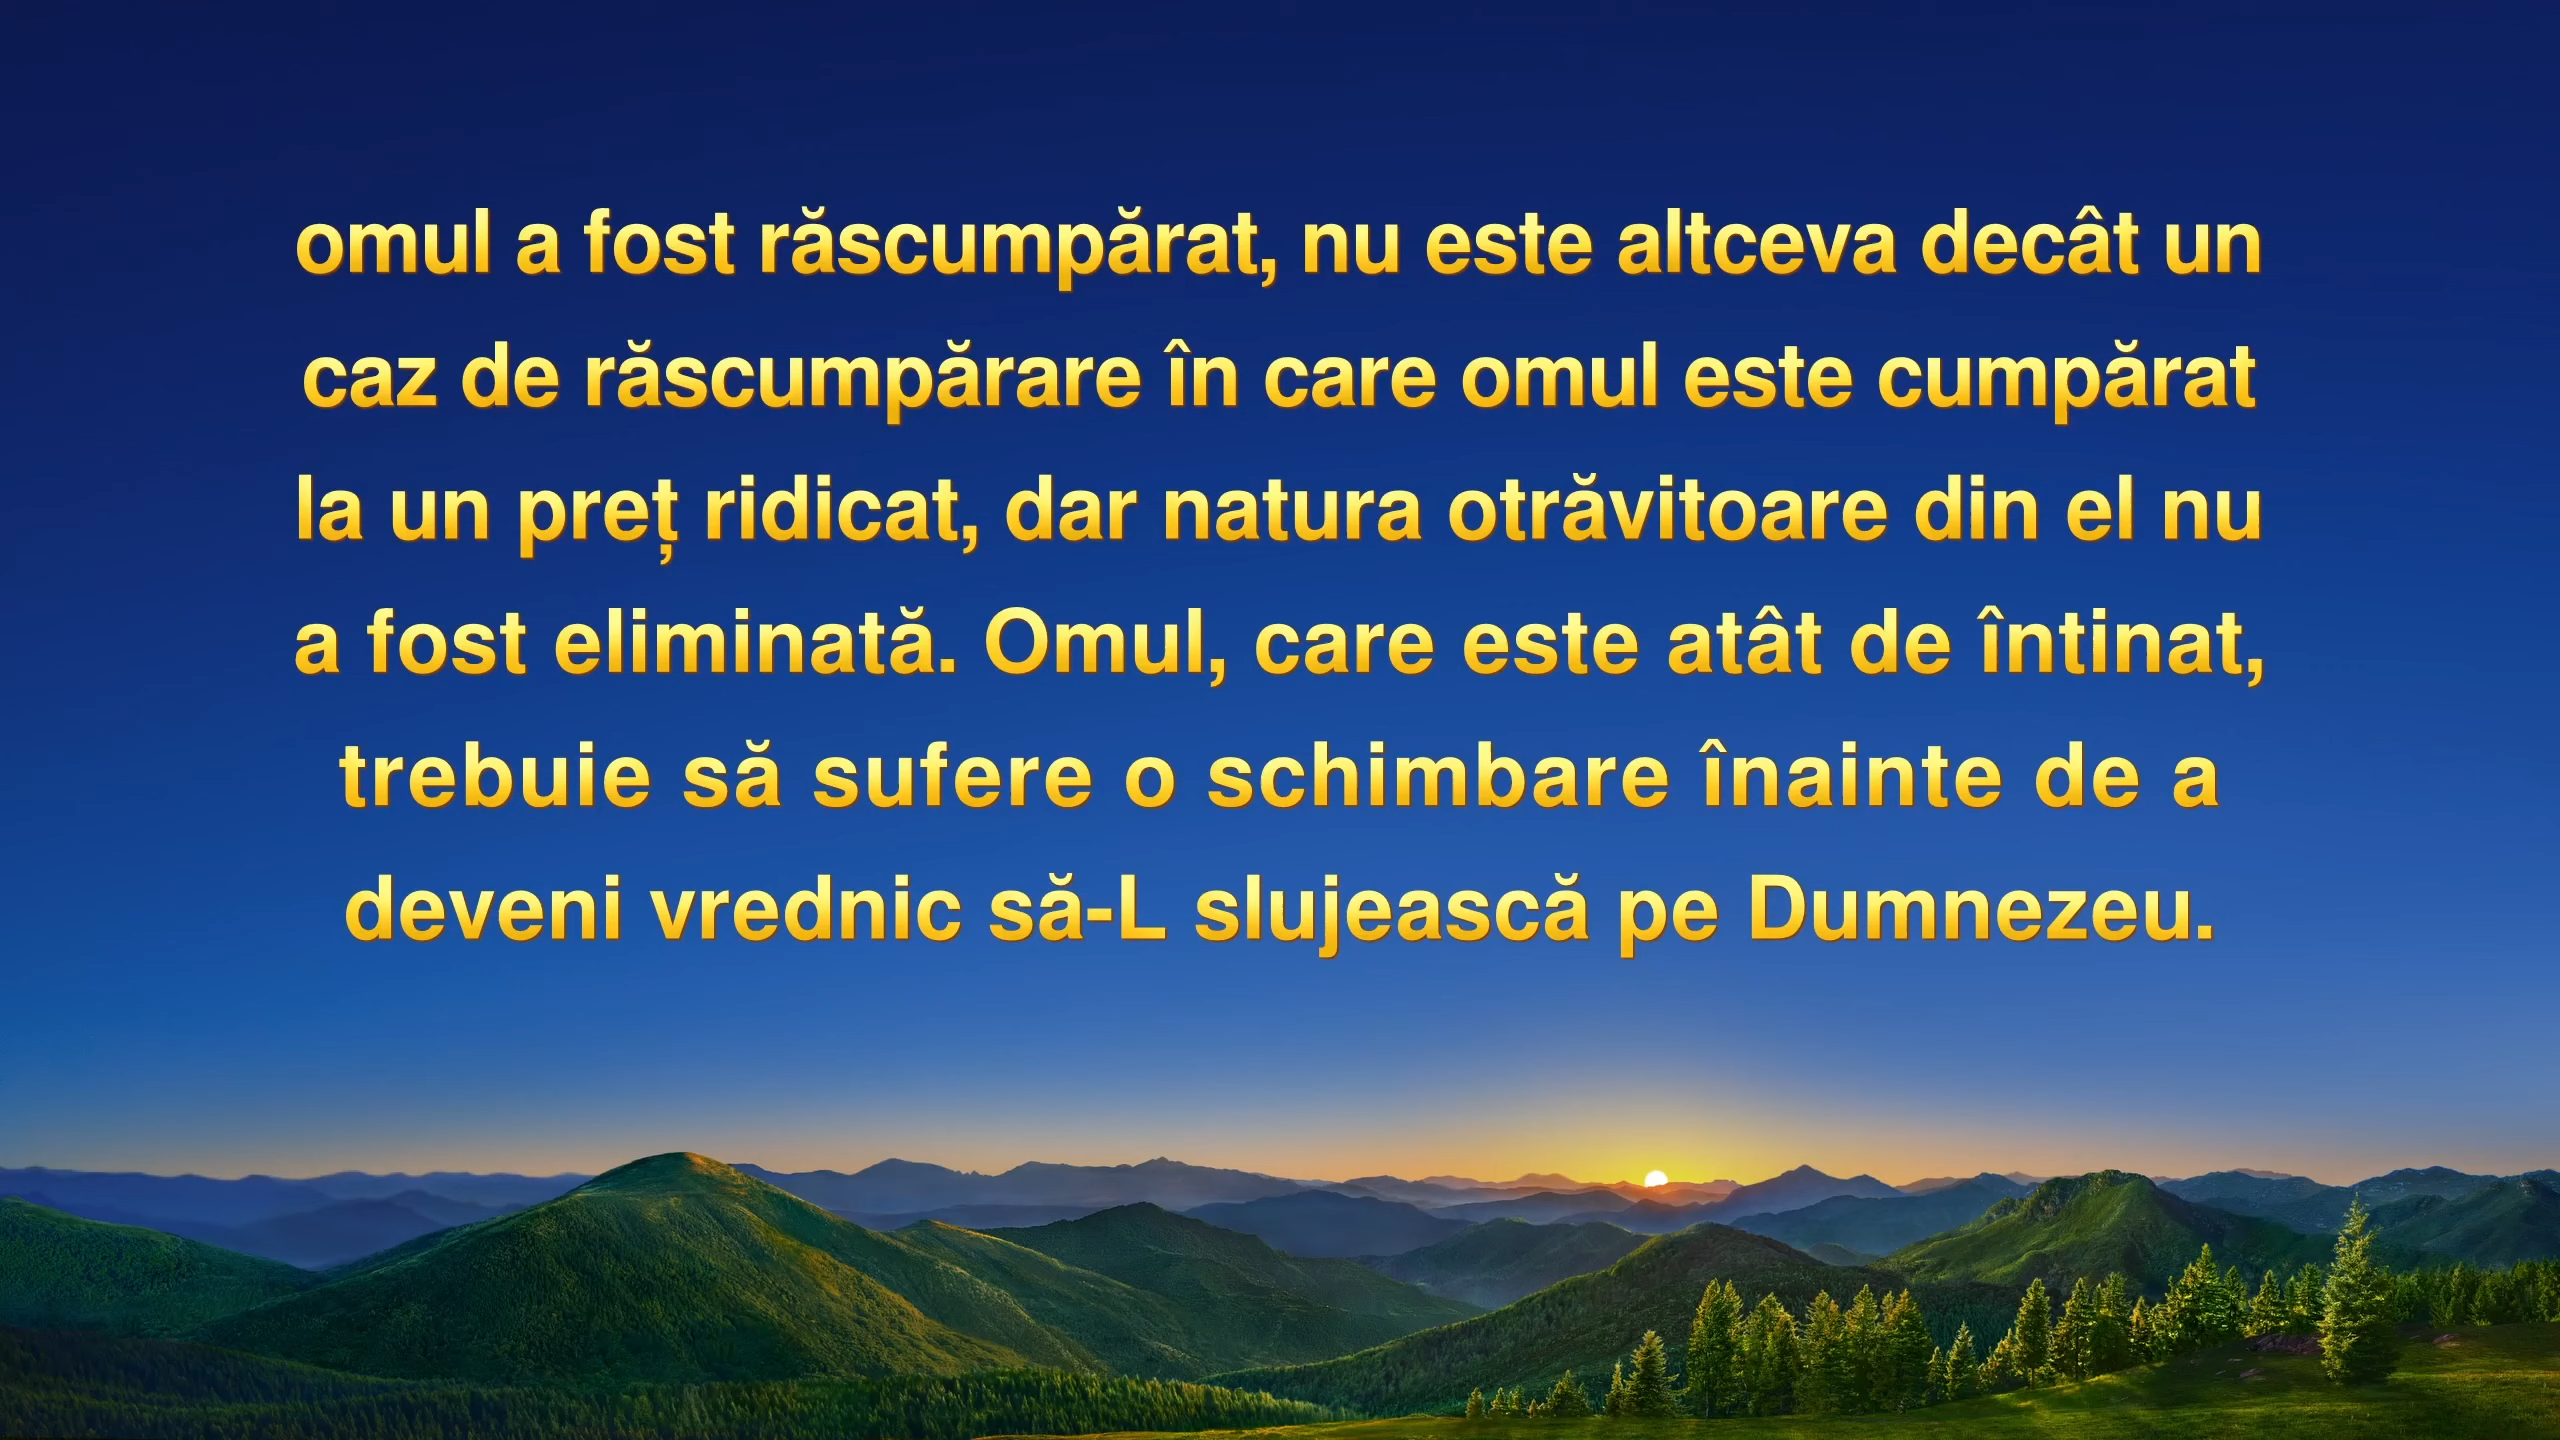 omul a fost răscumpărat, nu este altceva decât un
caz de răscumpărare în care omul este cumpărat
la un preț ridicat, dar natura otrăvitoare din el nu
a fost eliminată. Omul, care este atât de întinat,
trebuie să sufere o schimbare înainte de a
deveni vrednic să-L slujească pe Dumnezeu.